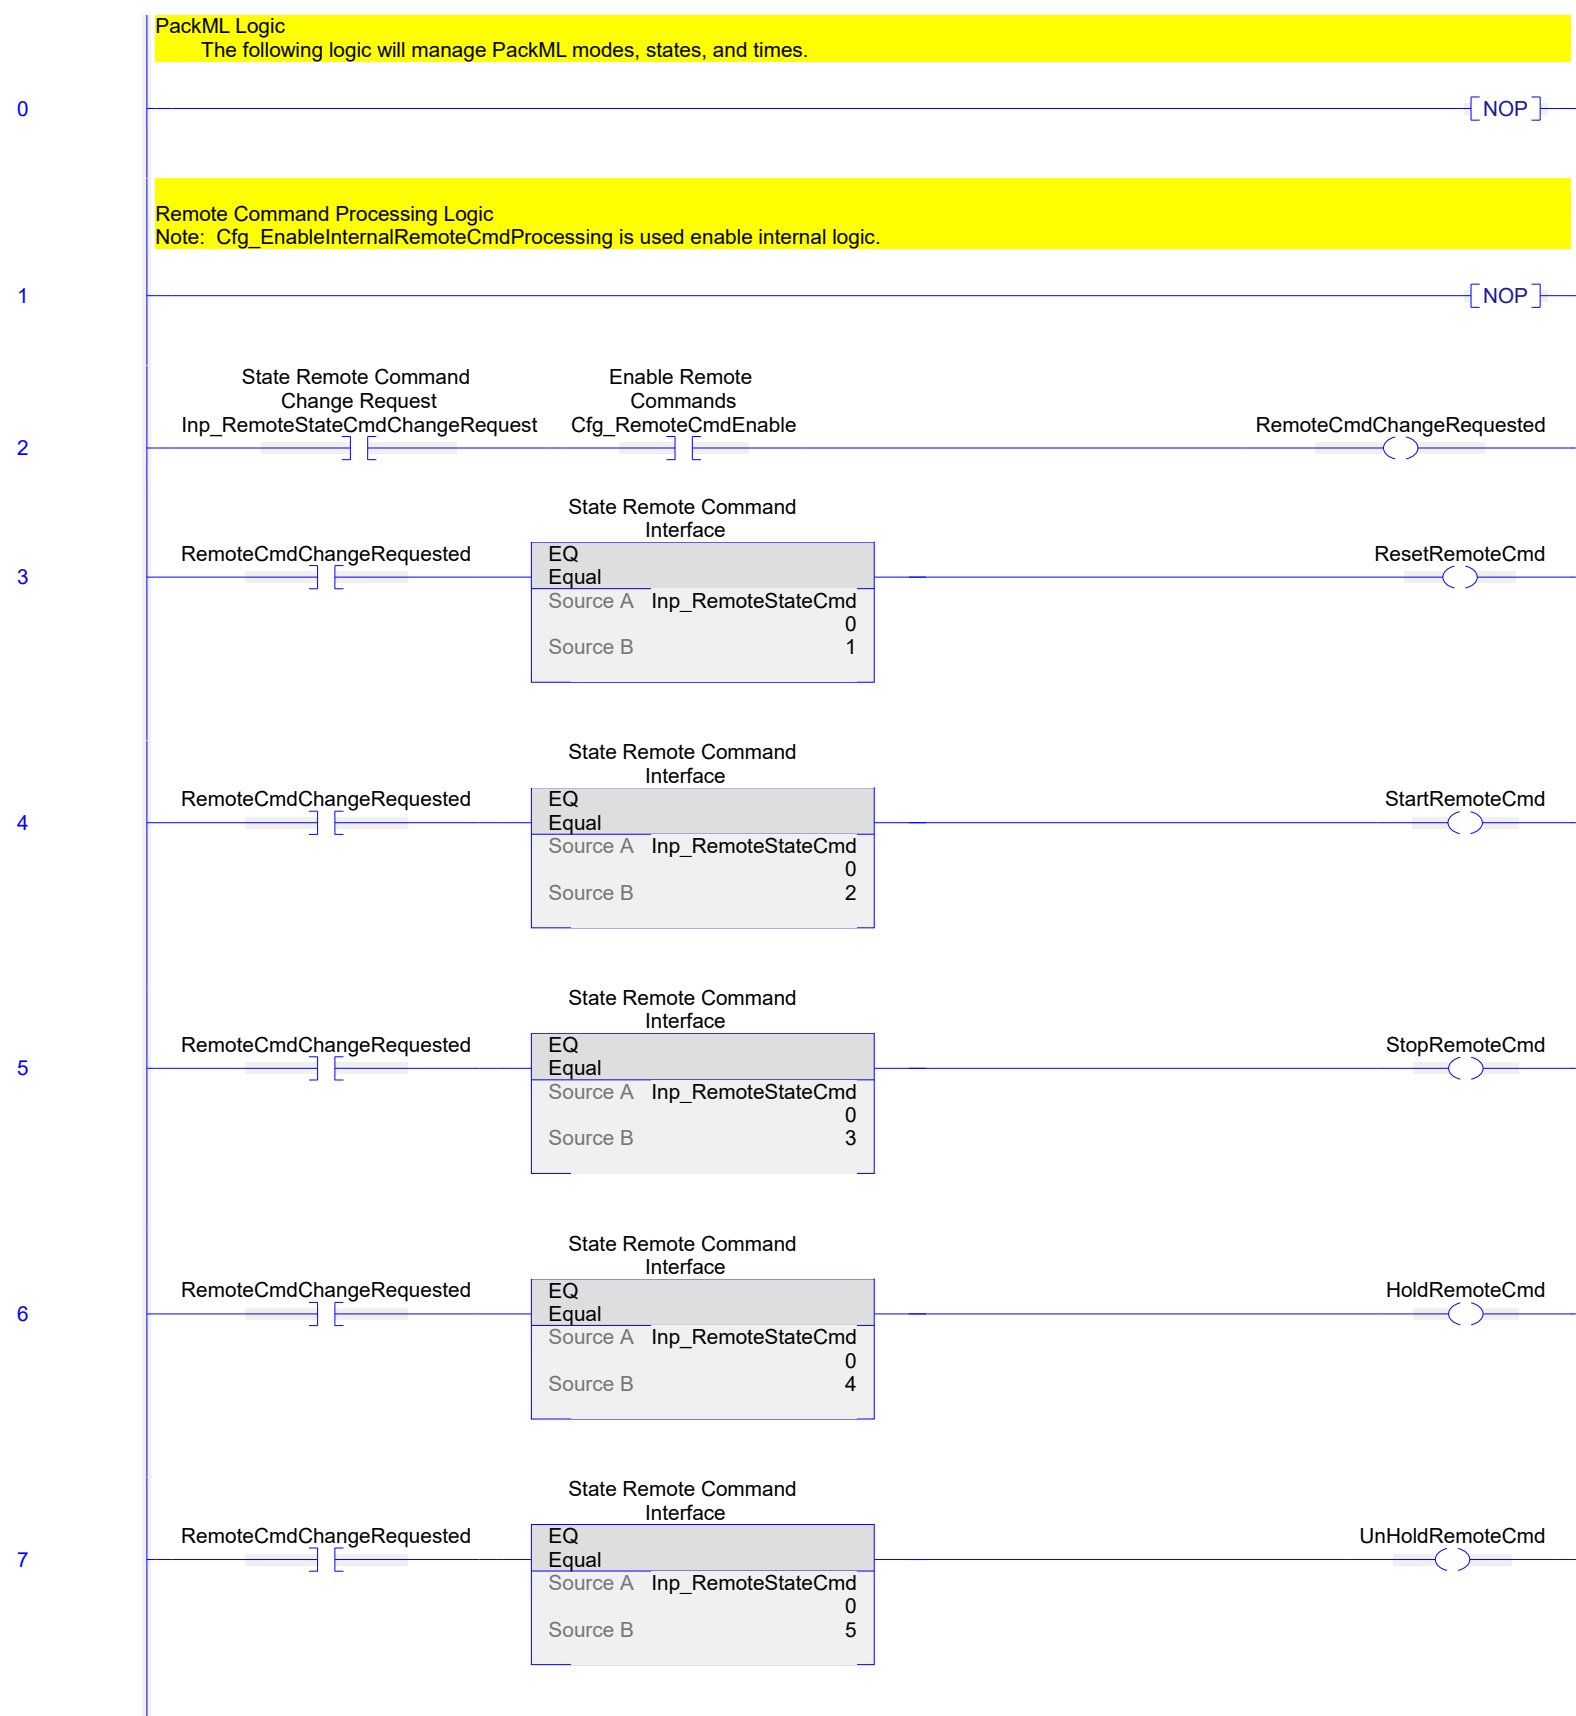 PackML Logic
The following logic will manage PackML modes, states, and times.
0
NOP
Remote Command Processing Logic
Note:  Cfg_EnableInternalRemoteCmdProcessing is used enable internal logic.
1
NOP
State Remote Command
Change Request
Inp_RemoteStateCmdChangeRequest
Enable Remote
Commands
Cfg_RemoteCmdEnable
RemoteCmdChangeRequested
2
State Remote Command
Interface
RemoteCmdChangeRequested
EQ
Equal
Source A Inp_RemoteStateCmd
0
Source B 1
ResetRemoteCmd
3
State Remote Command
Interface
RemoteCmdChangeRequested
EQ
Equal
Source A Inp_RemoteStateCmd
0
Source B 2
StartRemoteCmd
4
State Remote Command
Interface
RemoteCmdChangeRequested
EQ
Equal
Source A Inp_RemoteStateCmd
0
Source B 3
StopRemoteCmd
5
State Remote Command
Interface
RemoteCmdChangeRequested
EQ
Equal
Source A Inp_RemoteStateCmd
0
Source B 4
HoldRemoteCmd
6
State Remote Command
Interface
RemoteCmdChangeRequested
EQ
Equal
Source A Inp_RemoteStateCmd
0
Source B 5
UnHoldRemoteCmd
7